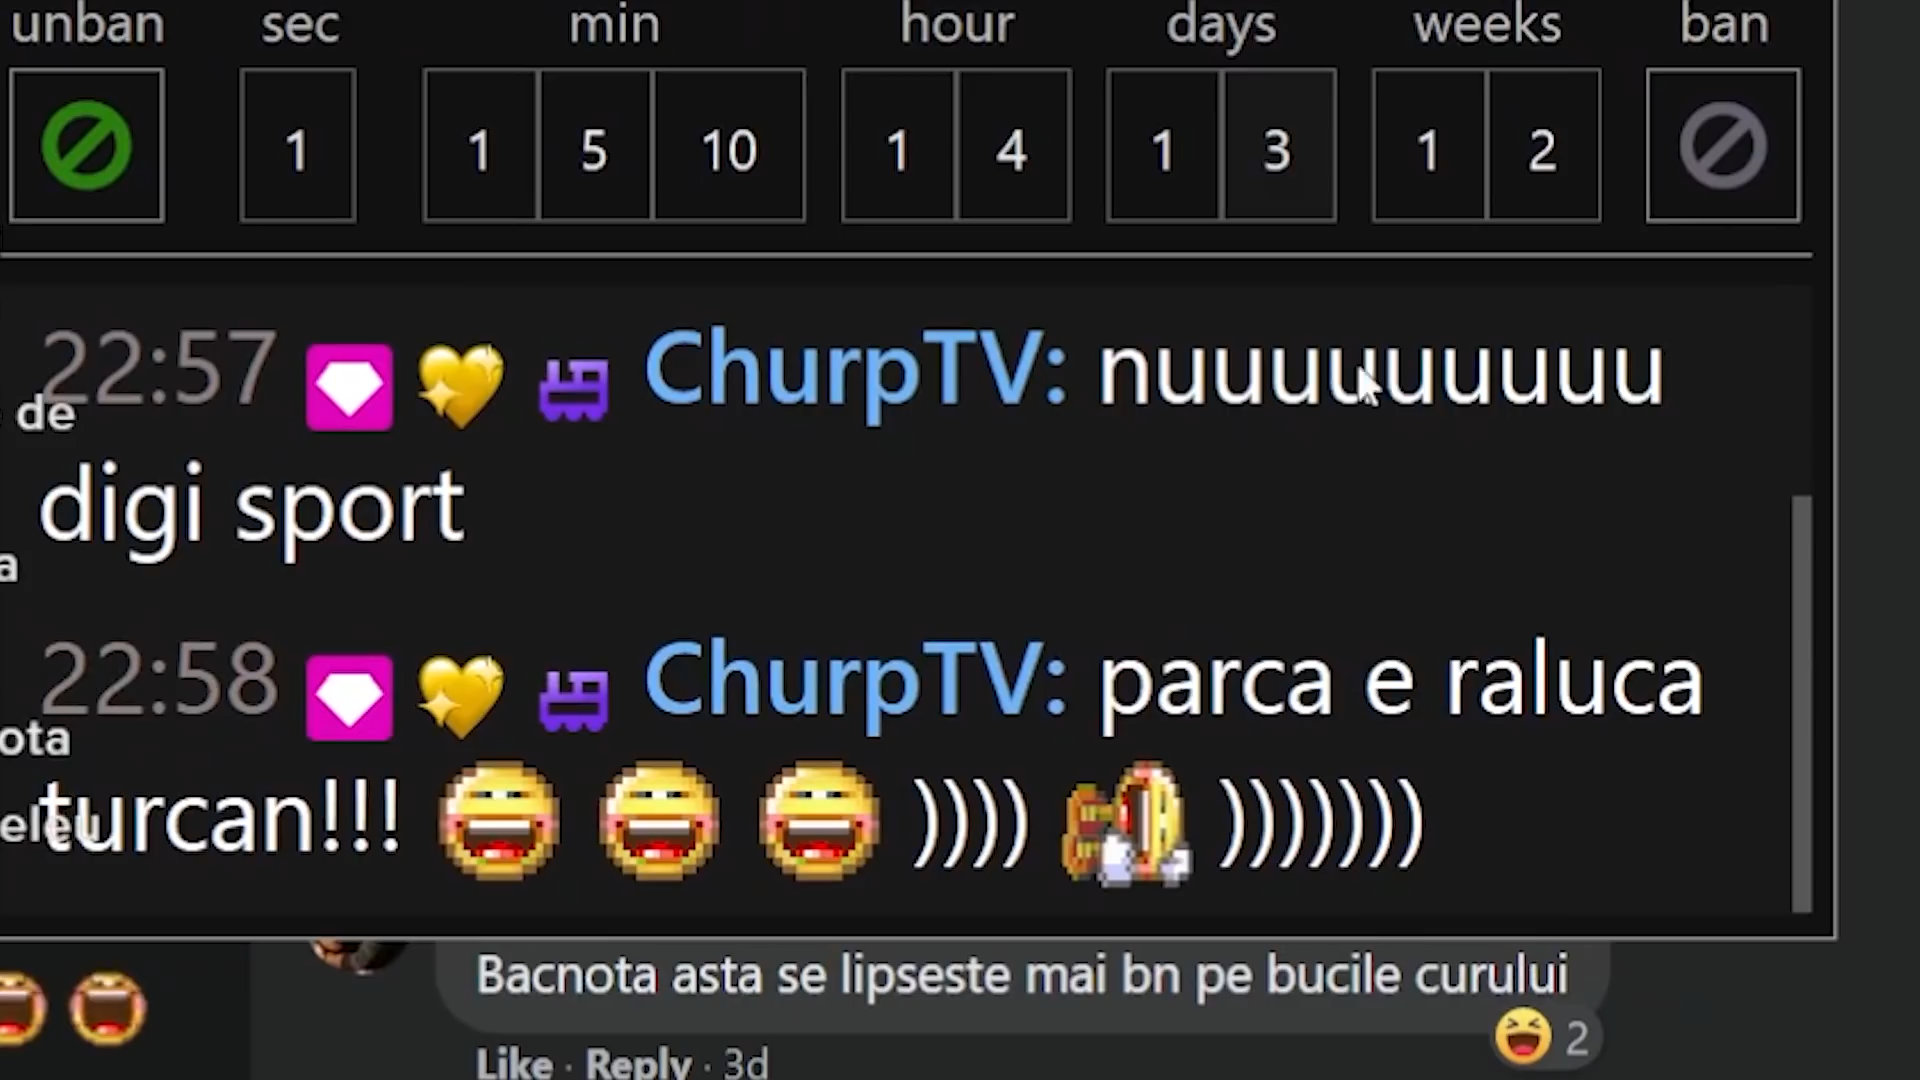 unban sec min hour days weeks ban
1 1 5 10 1 4 1 3 1 2
22:57 ChurpTV: nuuuuuuuuu
de
digi sport
a
22:58 ChurpTV: parca e raluca
ota
turcan!!! )))) )))))))
Bacnota asta se lipseste mai bn pe bucile curului
2
Like · Reply · 3d